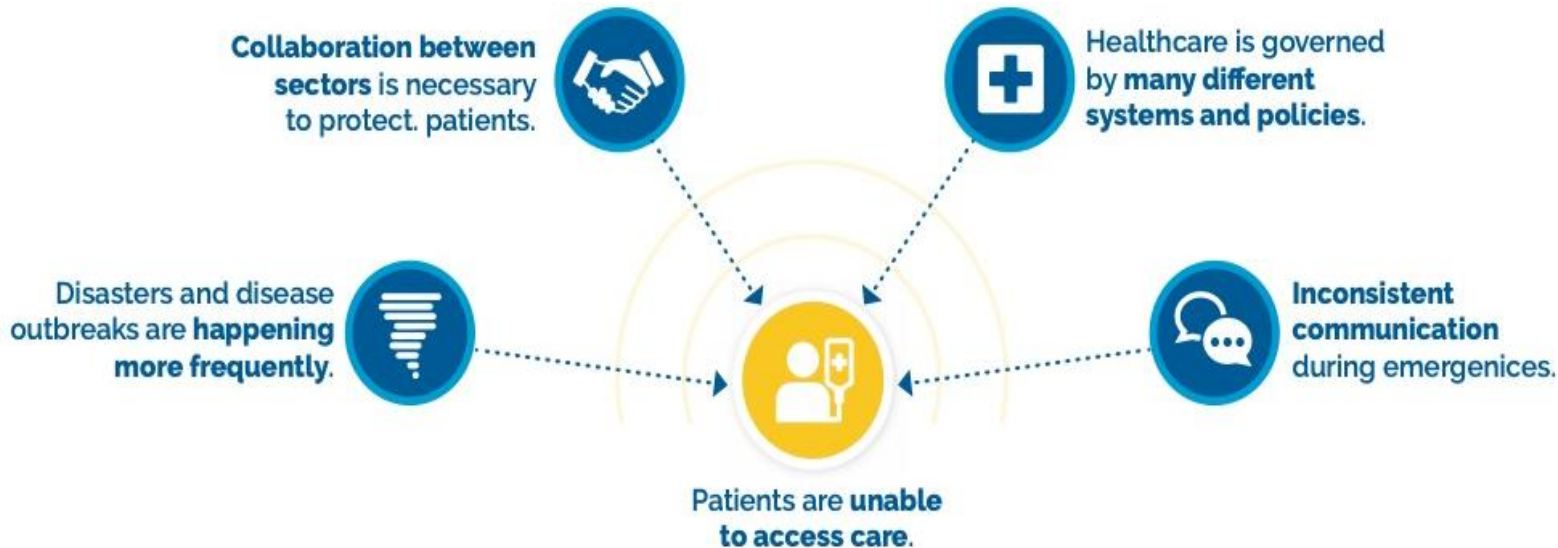 Collaboration between
sectors is necessary
to protect. patients.
Healthcare is governed
by many different
systems and policies.
Disasters and disease
outbreaks are happening
more frequently.
Inconsistent
communication
during emergenices.
Patients are unable
to access care.